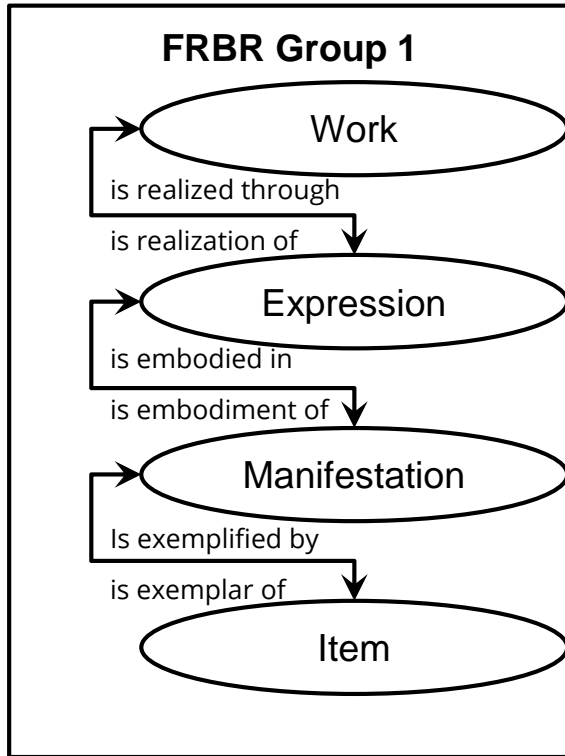 FRBR Group 1
Work
is realized through
is realization of
Expression
is embodied in
is embodiment of
Manifestation
Is exemplified by
is exemplar of
Item